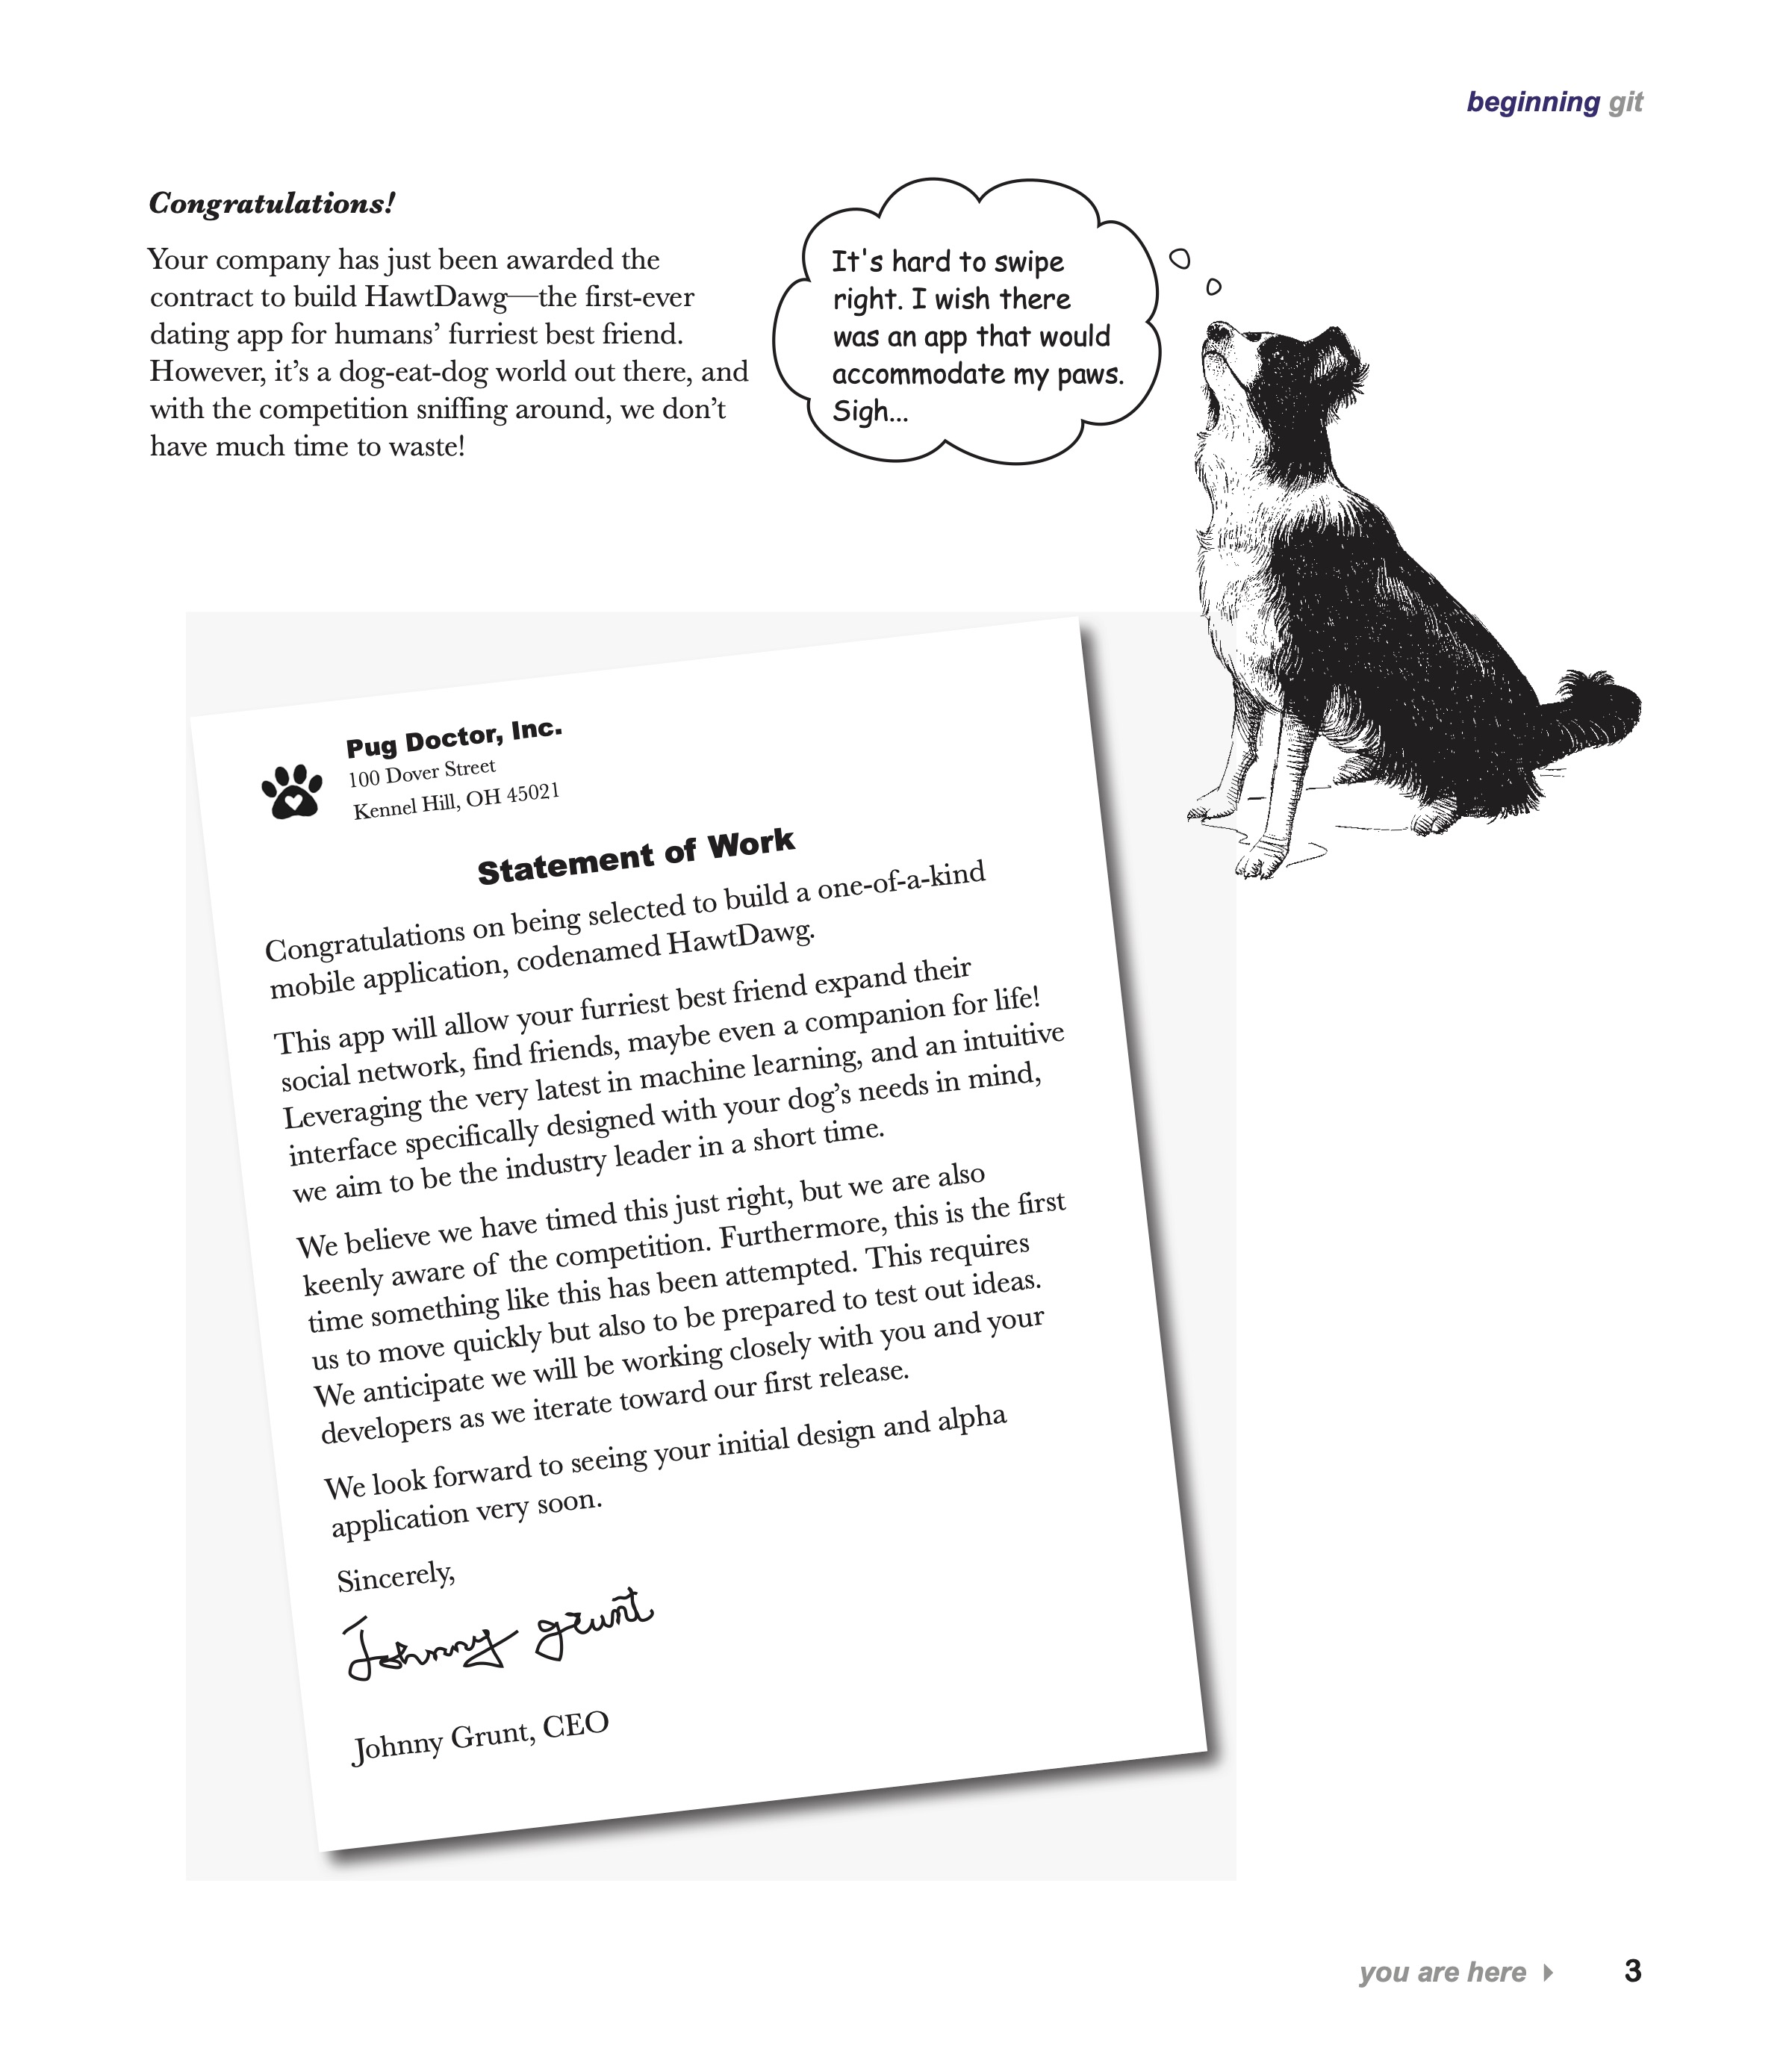 beginning git
Congratulations!
Your company has just been awarded the
contract to build HawtDawg—the first-ever
dating app for humans’ furriest best friend.
However, it’s a dog-eat-dog world out there, and
with the competition sniffing around, we don’t
have much time to waste!
It's hard to swipe
right. I wish there
was an app that would
accommodate my paws.
Sigh...
Pug Doctor, Inc.
100 Dover Street
Kennel Hill, OH 45021
Statement of Work
Congratulations on being selected to build a one-of-a-kind
mobile application, codenamed HawtDawg.
This app will allow your furriest best friend expand their
social network, find friends, maybe even a companion for life!
Leveraging the very latest in machine learning, and an intuitive
interface specifically designed with your dog’s needs in mind,
we aim to be the industry leader in a short time.
We believe we have timed this just right, but we are also
keenly aware of the competition. Furthermore, this is the first
time something like this has been attempted. This requires
us to move quickly but also to be prepared to test out ideas.
We anticipate we will be working closely with you and your
developers as we iterate toward our first release.
We look forward to seeing your initial design and alpha
application very soon.
Sincerely,
Johnny grunt
Johnny Grunt, CEO
you are here
3